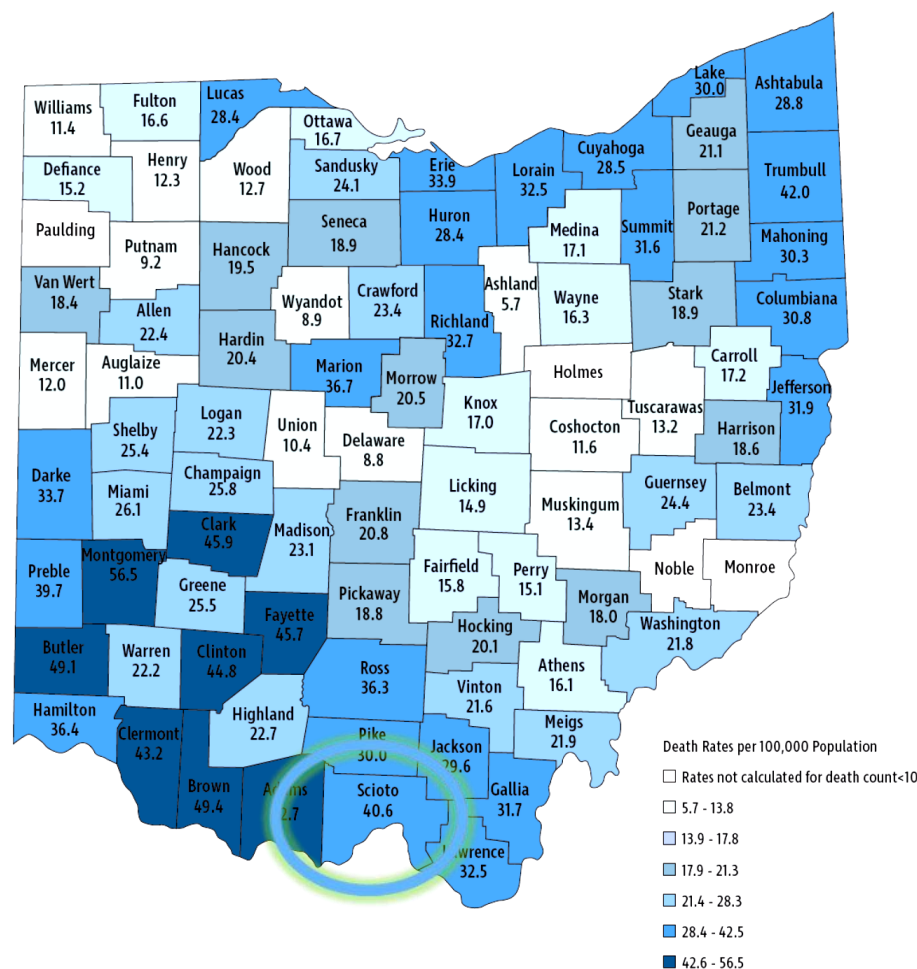 Williams
11.4
Fulton
16.6
Lucas
28.4
Ottawa
16.7
Lake
30.0
Ashtabula
28.8
Geauga
21.1
Cuyahoga
28.5
Defiance
15.2
Henry
12.3
Wood
12.7
Sandusky
24.1
Erie
33.9
Lorain
32.5
Trumbull
42.0
Paulding
Putnam
9.2
Hancock
19.5
Seneca
18.9
Huron
28.4
Medina
17.1
Summit
31.6
Portage
21.2
Mahoning
30.3
Van Wert
18.4
Allen
22.4
Wyandot
8.9
Crawford
23.4
Richland
32.7
Ashland
5.7
Wayne
16.3
Stark
18.9
Columbiana
30.8
Mercer
12.0
Auglaize
11.0
Hardin
20.4
Marion
36.7
Morrow
20.5
Holmes
Carroll
17.2
Jefferson
31.9
Tuscarawas
13.2
Logan
22.3
Union
10.4
Knox
17.0
Coshocton
11.6
Harrison
18.6
Shelby
25.4
Delaware
8.8
Darke
33.7
Champaign
25.8
Miami
26.1
Licking
14.9
Muskingum
13.4
Guernsey
24.4
Belmont
23.4
Clark
45.9
Madison
23.1
Franklin
20.8
Montgomery
56.5
Preble
39.7
Greene
25.5
Fairfield
15.8
Perry
15.1
Noble
Monroe
Fayette
45.7
Pickaway
18.8
Morgan
18.0
Hocking
20.1
Washington
21.8
Butler
49.1
Warren
22.2
Clinton
44.8
Ross
36.3
Athens
16.1
Vinton
21.6
Hamilton
36.4
Clermont
43.2
Highland
22.7
Pike
30.0
Jackson
29.6
Meigs
21.9
Brown
49.4
Adams
Scioto
40.6
Gallia
31.7
Lawrence
32.5
Death Rates per 100,000 Population
Rates not calculated for death count<10
5.7 - 13.8
13.9 - 17.8
17.9 - 21.3
21.4 - 28.3
28.4 - 42.5
42.6 - 56.5